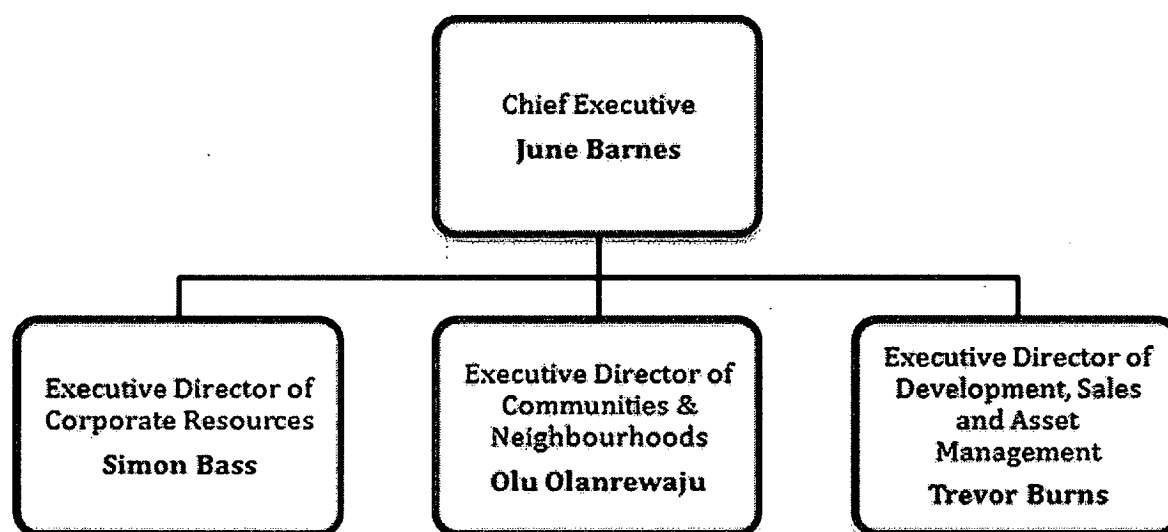 Chief Executive
June Barnes
Executive Director of
Corporate Resources
Simon Bass
Executive Director of
Communities &
Neighbourhoods
Olu Olanrewaju
Executive Director of
Development, Sales
and Asset
Management
Trevor Burns